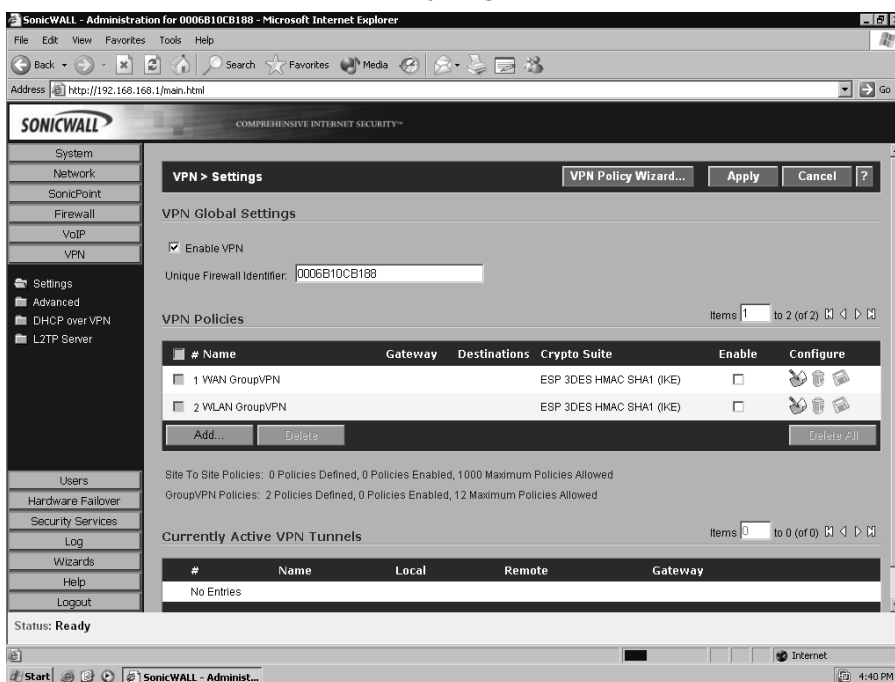 SonicWALL - Administration for 0006B10CB188 - Microsoft Internet Explorer
File Edit View Favorites Tools Help
Back Search Favorites Media
Address http://192.168.168.1/main.html Go
SONICWALL COMPREHENSIVE INTERNET SECURITY™
System
Network
SonicPoint
Firewall
VoIP
VPN
Settings
Advanced
DHCP over VPN
L2TP Server
Users
Hardware Failover
Security Services
Log
Wizards
Help
Logout
VPN > Settings VPN Policy Wizard... Apply Cancel ?
VPN Global Settings
Enable VPN
Unique Firewall Identifier: 0006B10CB188
VPN Policies Items 1 to 2 (of 2)
# Name Gateway Destinations Crypto Suite Enable Configure
1 WAN GroupVPN ESP 3DES HMAC SHA1 (IKE)
2 WLAN GroupVPN ESP 3DES HMAC SHA1 (IKE)
Add... Delete Delete All
Site To Site Policies: 0 Policies Defined, 0 Policies Enabled, 1000 Maximum Policies Allowed
GroupVPN Policies: 2 Policies Defined, 0 Policies Enabled, 12 Maximum Policies Allowed
Currently Active VPN Tunnels Items 0 to 0 (of 0)
# Name Local Remote Gateway
No Entries
Status: Ready
Internet
Start SonicWALL - Administ... 4:40 PM